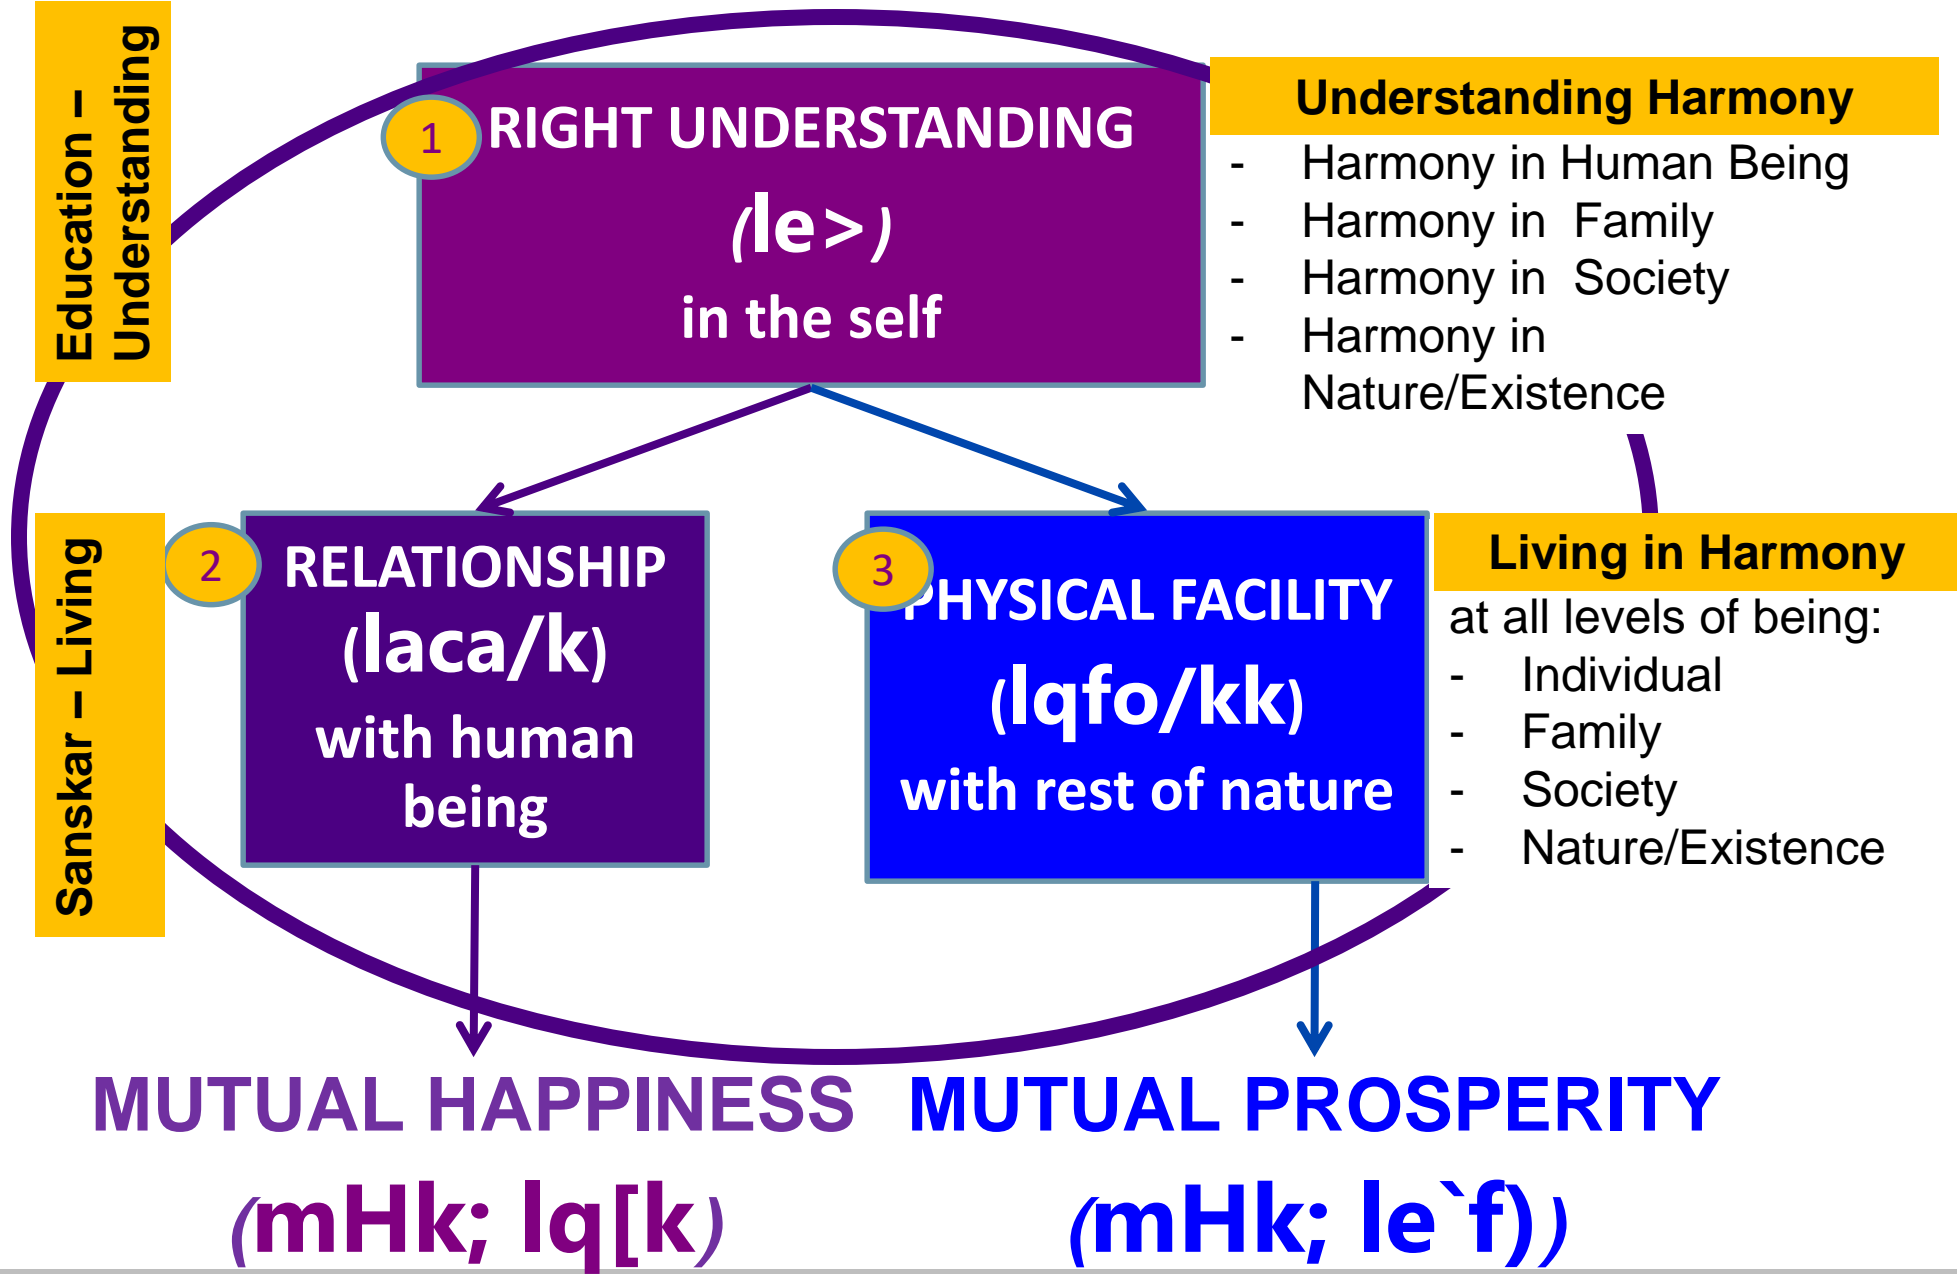 Education –
Understanding
1
RIGHT UNDERSTANDING
(le>)
in the self
Understanding Harmony
- Harmony in Human Being
- Harmony in Family
- Harmony in Society
- Harmony in
Nature/Existence
Sanskar – Living
2
RELATIONSHIP
(laca/k)
with human
being
3
PHYSICAL FACILITY
(lqfo/kk)
with rest of nature
Living in Harmony
at all levels of being:
- Individual
- Family
- Society
- Nature/Existence
MUTUAL HAPPINESS
(mHk; lq[k)
MUTUAL PROSPERITY
(mHk; le`f))